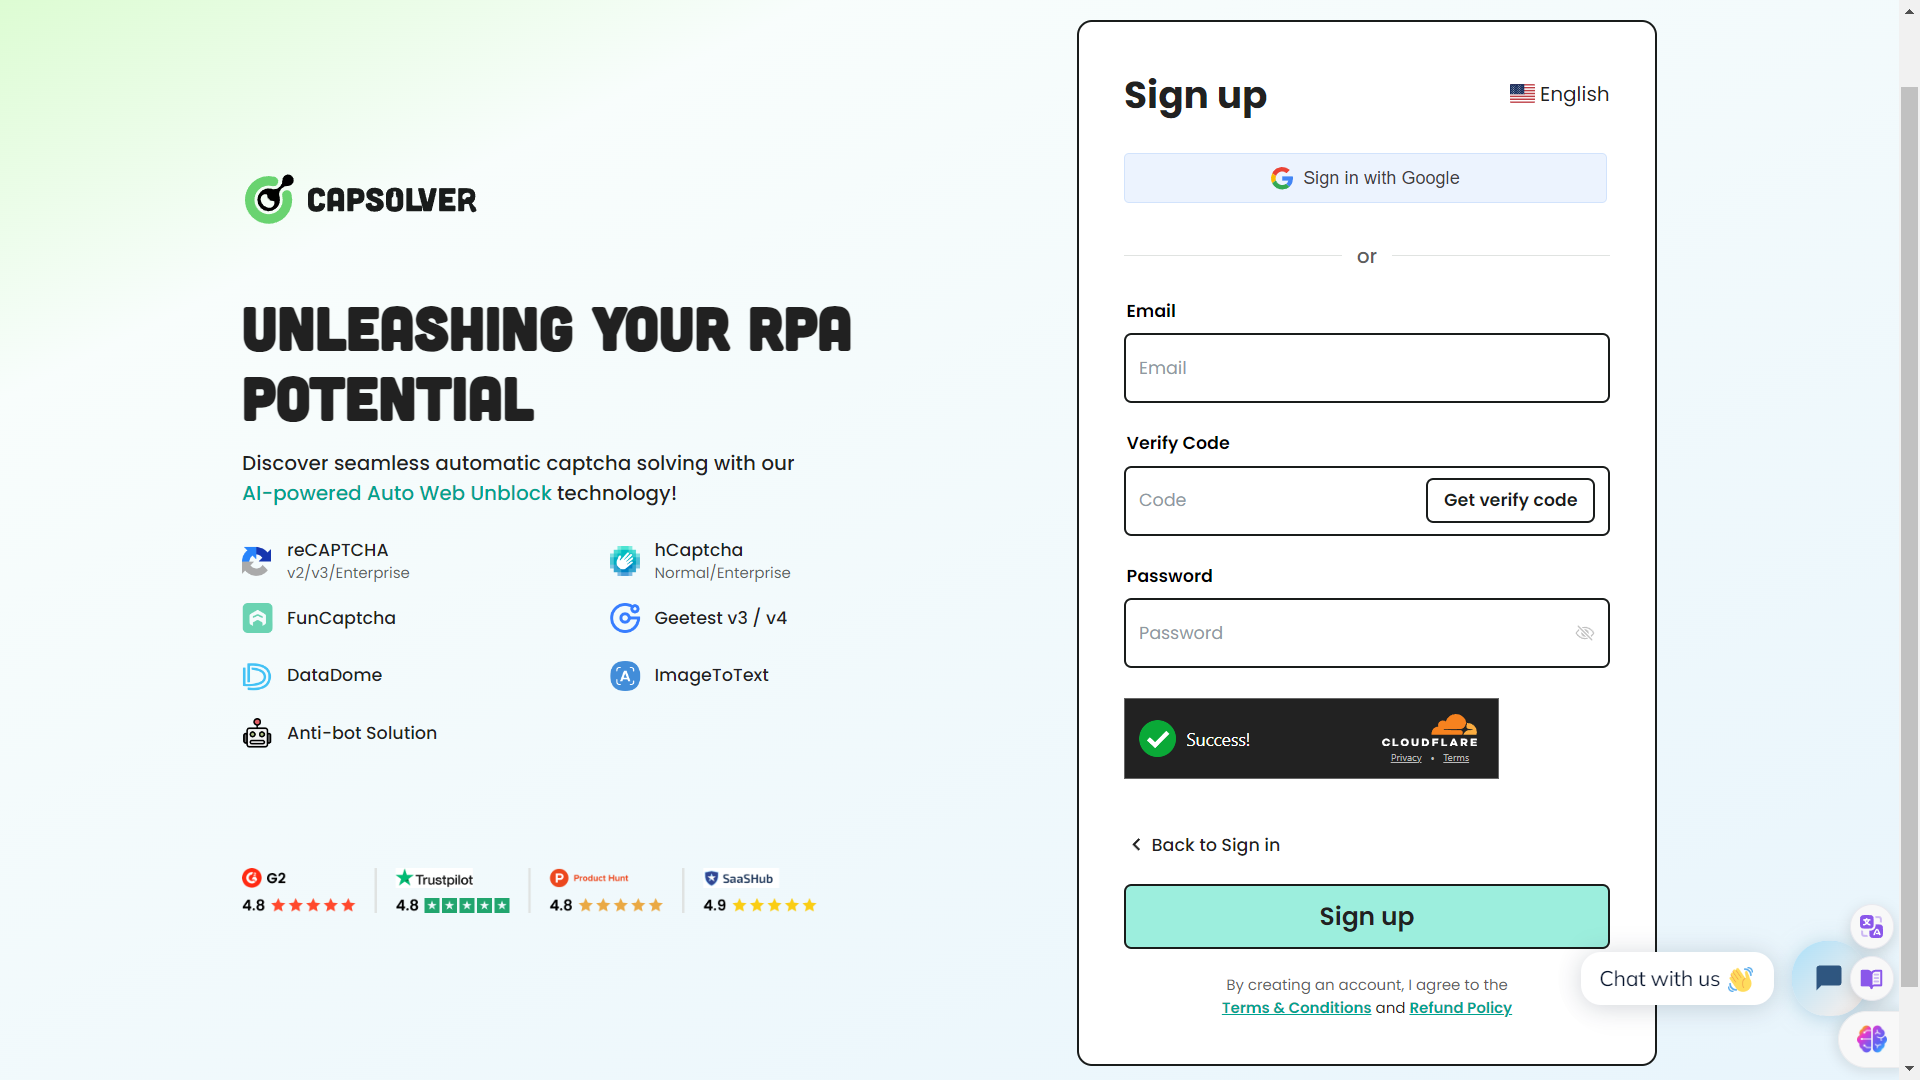 CAPSOLVER
UNLEASHING YOUR RPA
POTENTIAL
Discover seamless automatic captcha solving with our
AI-powered Auto Web Unblock technology!
reCAPTCHA
v2/v3/Enterprise
hCaptcha
Normal/Enterprise
FunCaptcha
Geetest v3 / v4
DataDome
A
ImageToText
Anti-bot Solution
G2
4.8
Trustpilot
4.8
P Product Hunt
4.8
SaaSHub
4.9
Sign up
English
Sign in with Google
or
Email
Email
Verify Code
Code
Get verify code
Password
Password
Success!
CLOUDFLARE
Privacy • Terms
Back to Sign in
Sign up
By creating an account, I agree to the
Terms & Conditions and Refund Policy
Chat with us 👋